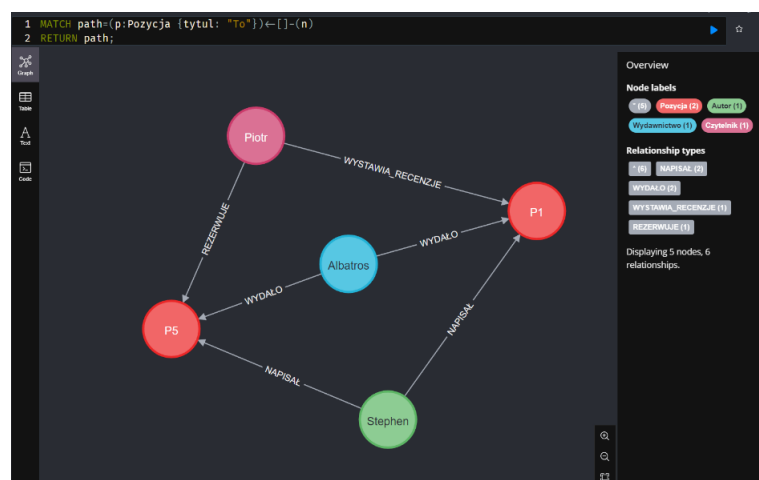 1 MATCH path=(p:Pozycja {tytul: "To"})←[]-(n)
2 RETURN path;
Graph
Table
A
Text
Code
Piotr
WYSTAWIA_RECENZJE
P1
REZERWUJE
WYDAŁO
Albatros
WYDAŁO
P5
NAPISAŁ
NAPISAŁ
Stephen
Overview
Node labels
* (5) Pozycja (2) Autor (1)
Wydawnictwo (1) Czytelnik (1)
Relationship types
* (6) NAPISAŁ (2)
WYDAŁO (2)
WYSTAWIA_RECENZJE (1)
REZERWUJE (1)
Displaying 5 nodes, 6
relationships.